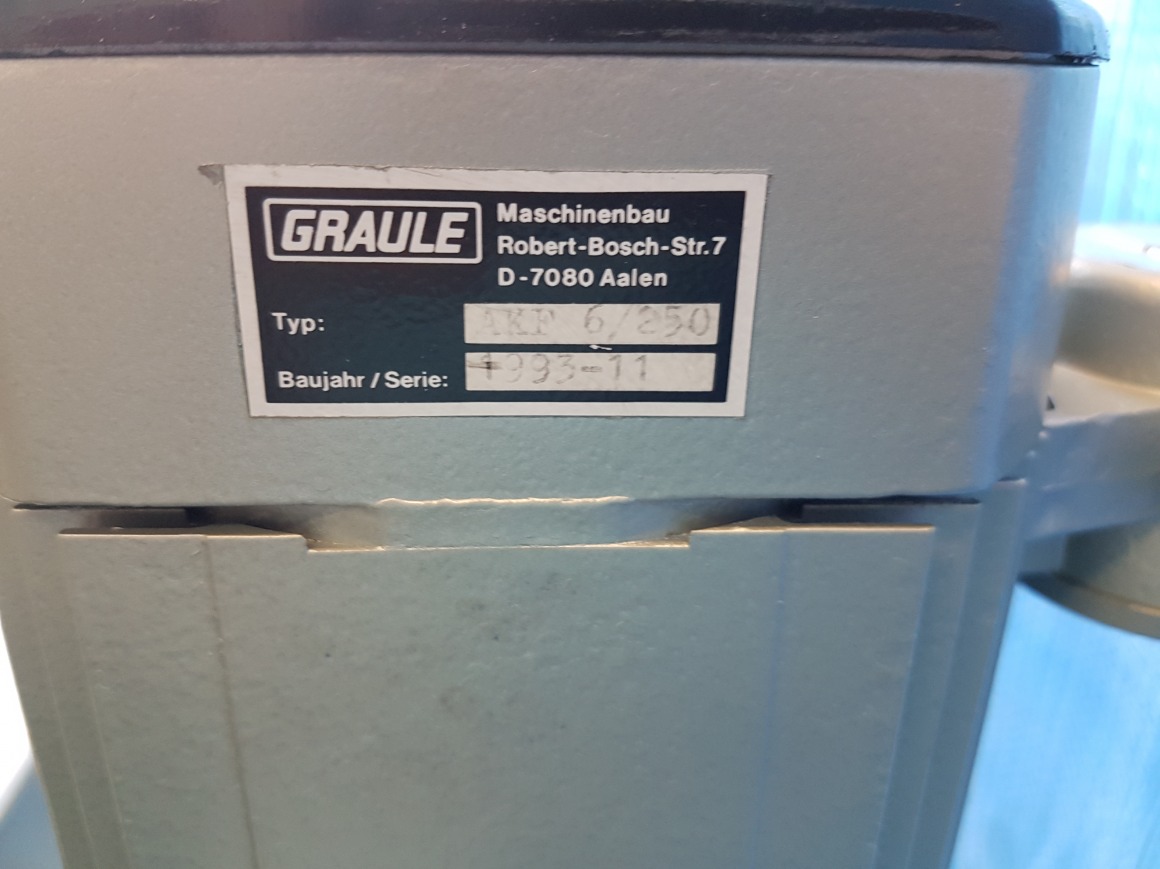 GRAULE
Maschinenbau
Robert-Bosch-Str.7
D-7080 Aalen
Typ: AKF 6/250
Baujahr / Serie: 1993-11